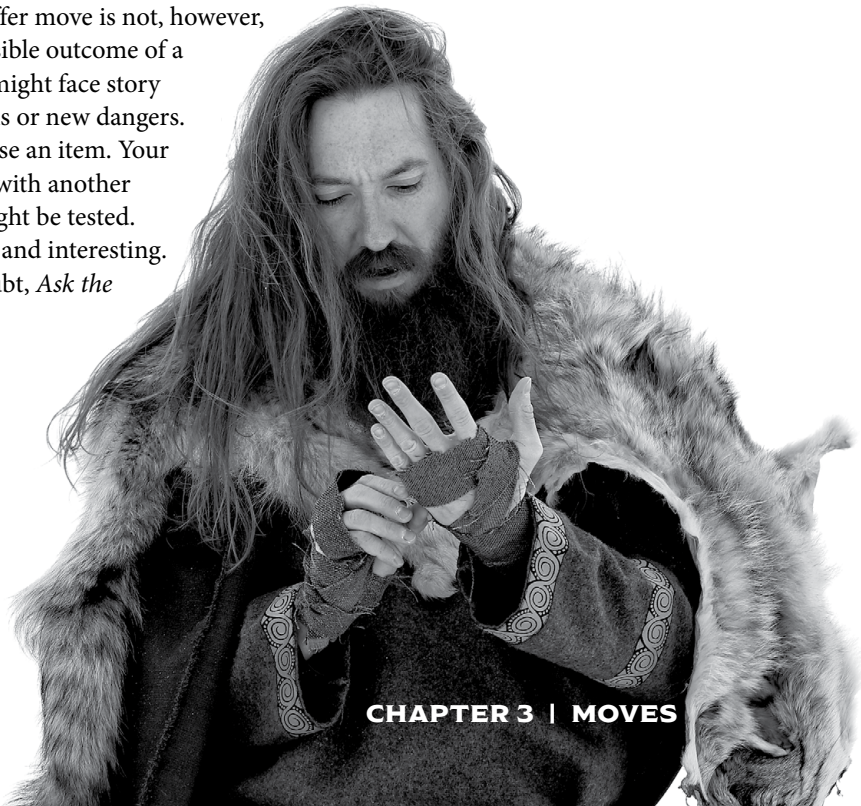 ffer move is not, however,
sible outcome of a
might face story
s or new dangers.
se an item. Your
with another
ght be tested.
and interesting.
bt, Ask the
CHAPTER 3 | MOVES